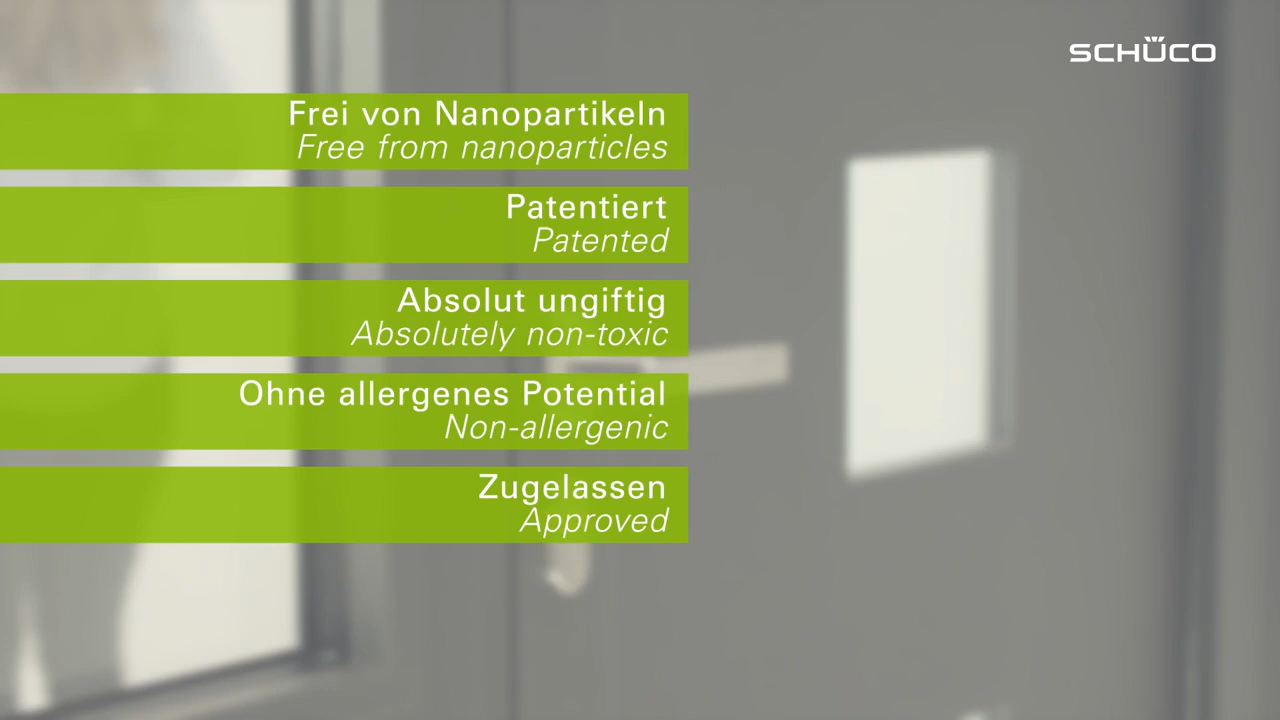 SCHÜCO
Frei von Nanopartikeln
Free from nanoparticles
Patentiert
Patented
Absolut ungiftig
Absolutely non-toxic
Ohne allergenes Potential
Non-allergenic
Zugelassen
Approved